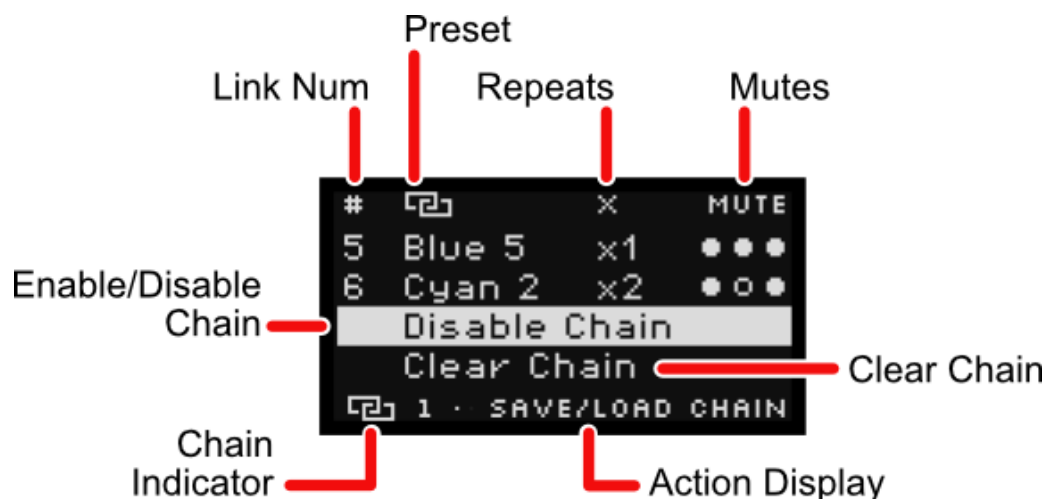 Preset
Link Num Repeats Mutes
# X MUTE
5 Blue 5 x1
6 Cyan 2 x2
Enable/Disable
Chain
Disable Chain
Clear Chain
Clear Chain
1 ·· SAVE/LOAD CHAIN
Chain
Indicator
Action Display